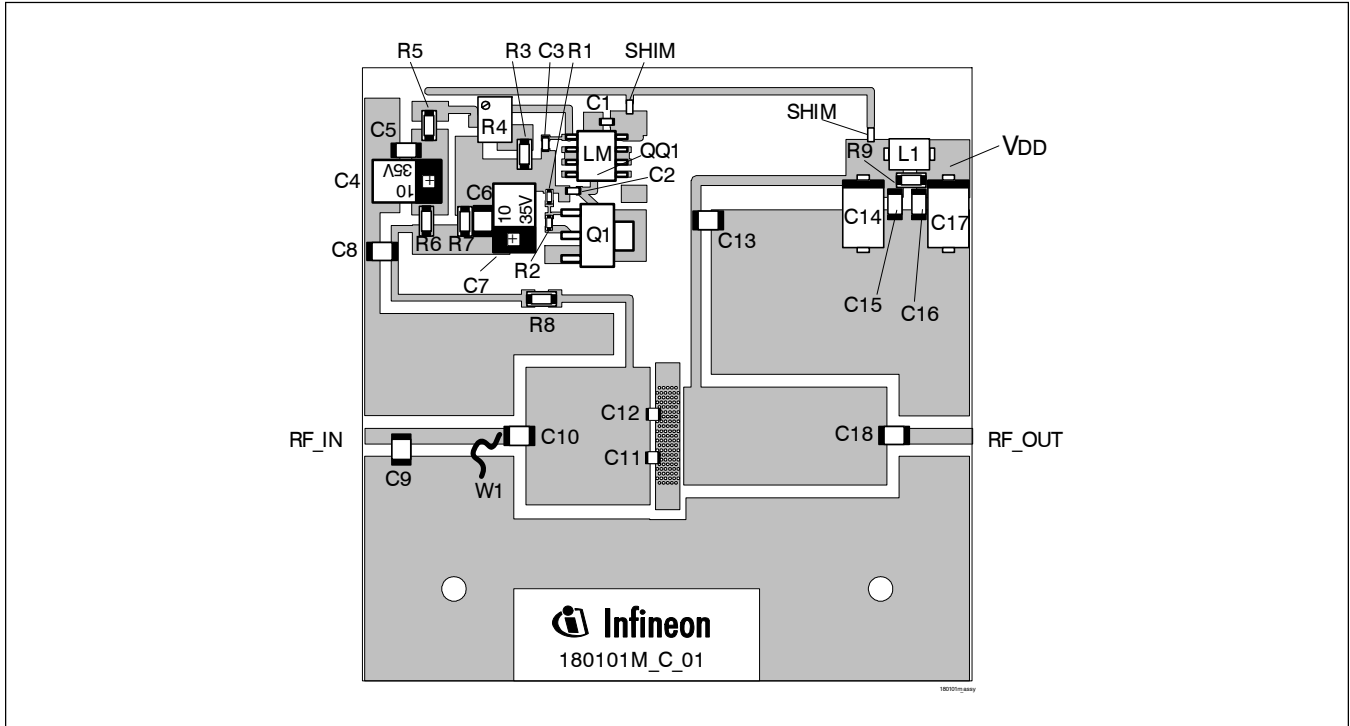 R5 R3 C3 R1 SHIM
C1
SHIM
R4
C5
R9
L1
VDD
LM
QQ1
C4
10
35V
C6
10
35V
C2
C14
C17
Q1
C13
R6
R7
C8
R2
C7
C15
C16
R8
C12
RF_IN
C10
C18
RF_OUT
C11
C9
W1
Infineon
180101M_C_01
180101m_assy